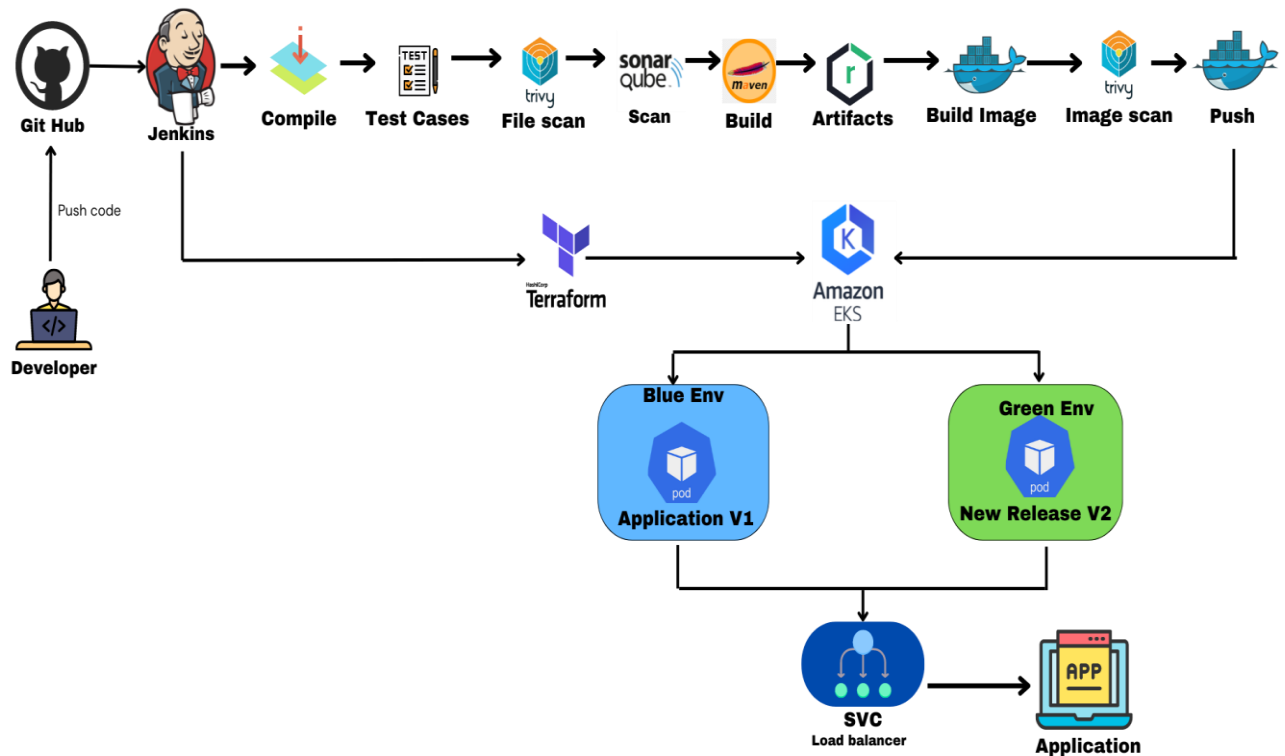 TEST
i
trivy
sonar
qube
maven
r
trivy
Git Hub
Jenkins
Compile
Test Cases
File scan
Scan
Build
Artifacts
Build Image
Image scan
Push
Push code
</>
Developer
HashiCorp
Terraform
K
Amazon
EKS
Blue Env
pod
Application V1
Green Env
pod
New Release V2
SVC
Load balancer
APP
Application